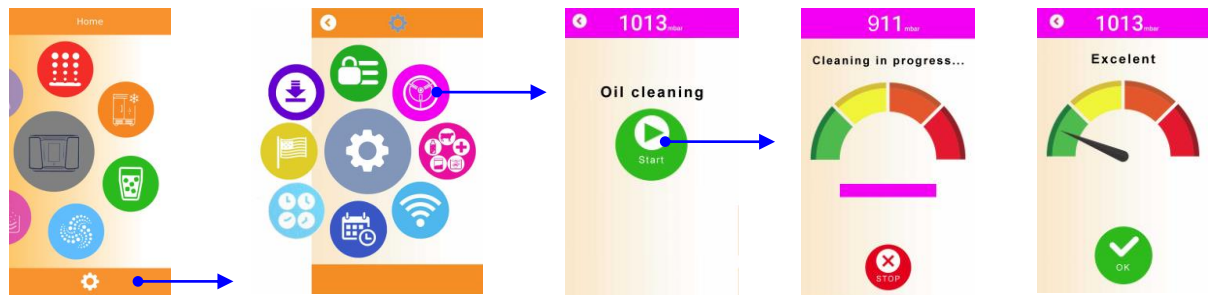 Home
1013 mbar
Oil cleaning
Start
911 mbar
Cleaning in progress...
STOP
1013 mbar
Excelent
OK